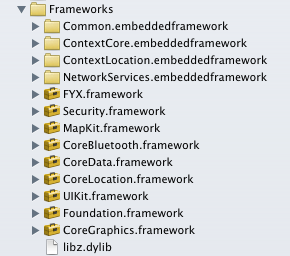 Frameworks
Common.embeddedframework
ContextCore.embeddedframework
ContextLocation.embeddedframework
NetworkServices.embeddedframework
FYX.framework
Security.framework
MapKit.framework
CoreBluetooth.framework
CoreData.framework
CoreLocation.framework
UIKit.framework
Foundation.framework
CoreGraphics.framework
libz.dylib